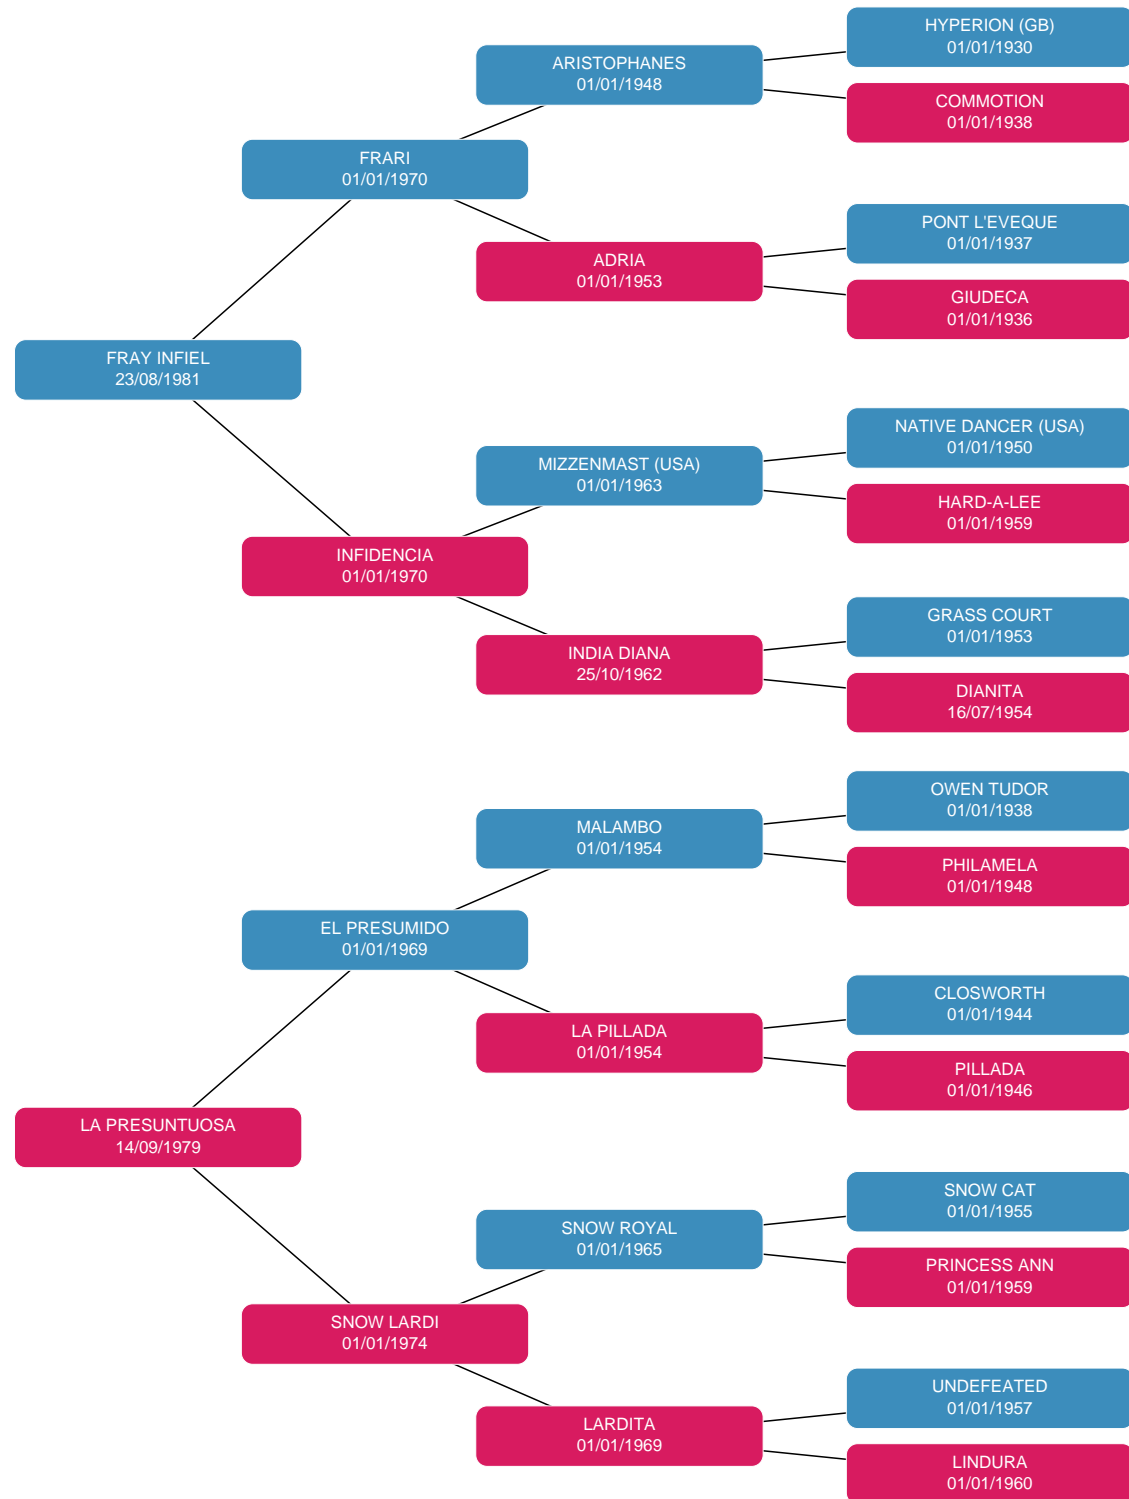 HYPERION (GB)
01/01/1930
ARISTOPHANES
01/01/1948
COMMOTION
01/01/1938
FRARI
01/01/1970
PONT L'EVEQUE
01/01/1937
ADRIA
01/01/1953
GIUDECA
01/01/1936
FRAY INFIEL
23/08/1981
NATIVE DANCER (USA)
01/01/1950
MIZZENMAST (USA)
01/01/1963
HARD-A-LEE
01/01/1959
INFIDENCIA
01/01/1970
GRASS COURT
01/01/1953
INDIA DIANA
25/10/1962
DIANITA
16/07/1954
OWEN TUDOR
01/01/1938
MALAMBO
01/01/1954
PHILAMELA
01/01/1948
EL PRESUMIDO
01/01/1969
CLOSWORTH
01/01/1944
LA PILLADA
01/01/1954
PILLADA
01/01/1946
LA PRESUNTUOSA
14/09/1979
SNOW CAT
01/01/1955
SNOW ROYAL
01/01/1965
PRINCESS ANN
01/01/1959
SNOW LARDI
01/01/1974
UNDEFEATED
01/01/1957
LARDITA
01/01/1969
LINDURA
01/01/1960